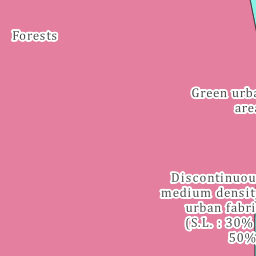 Forests
Green urba
area
Discontinuou
medium densit
urban fabri
(S.L. : 30%
50%